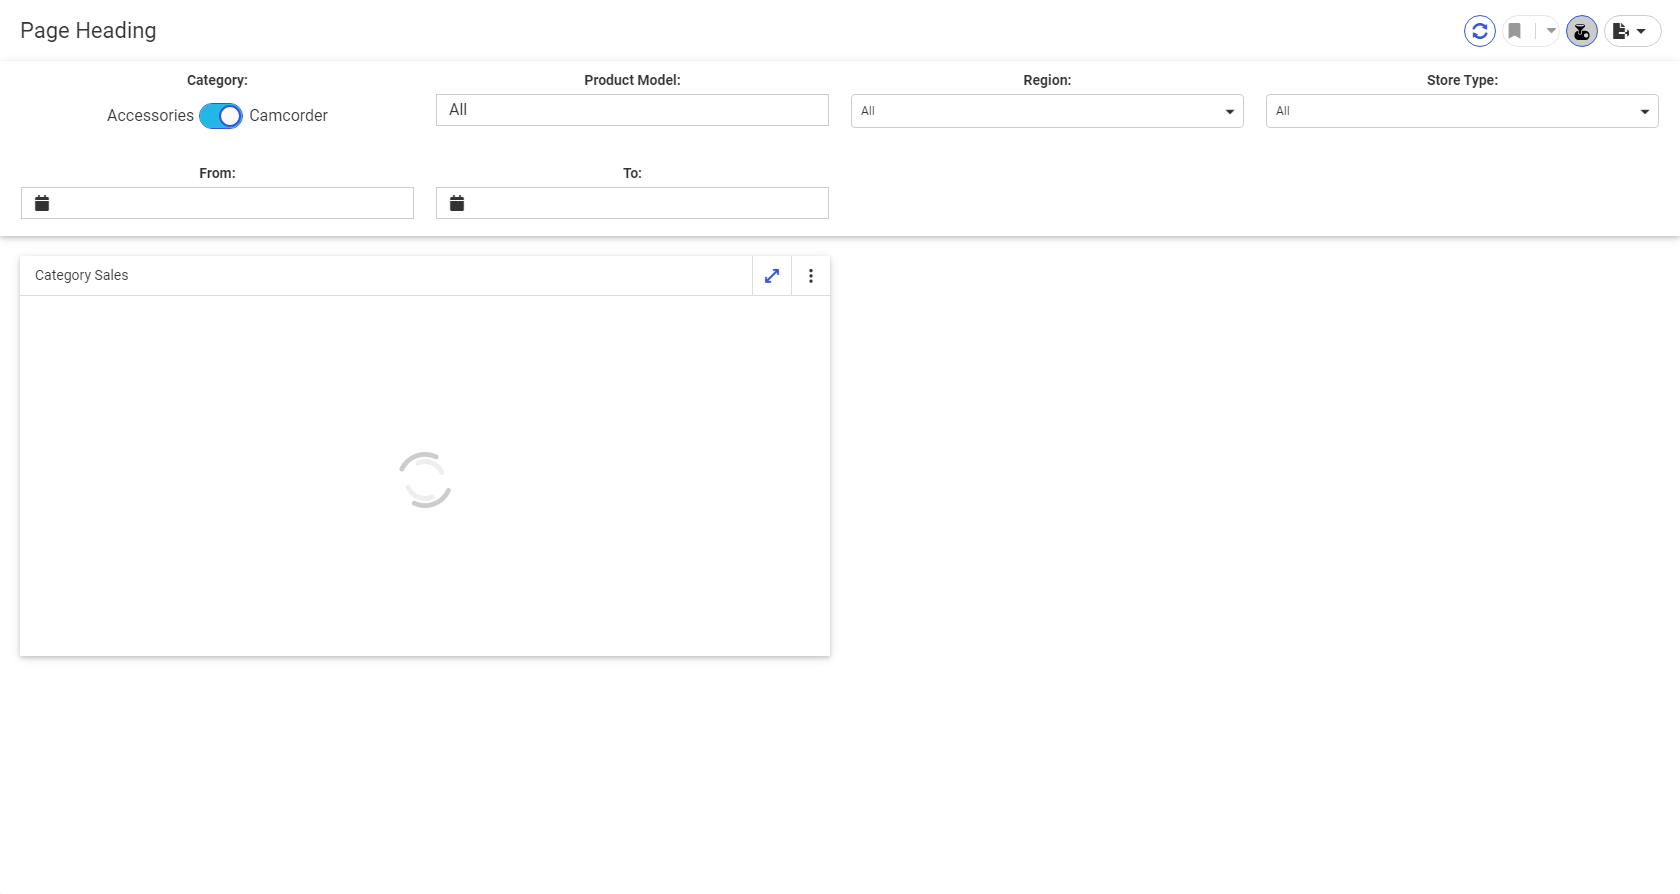 Page Heading
Category:
Product Model:
Region:
Store Type:
Accessories
Camcorder
All
All
All
From:
To:
Category Sales